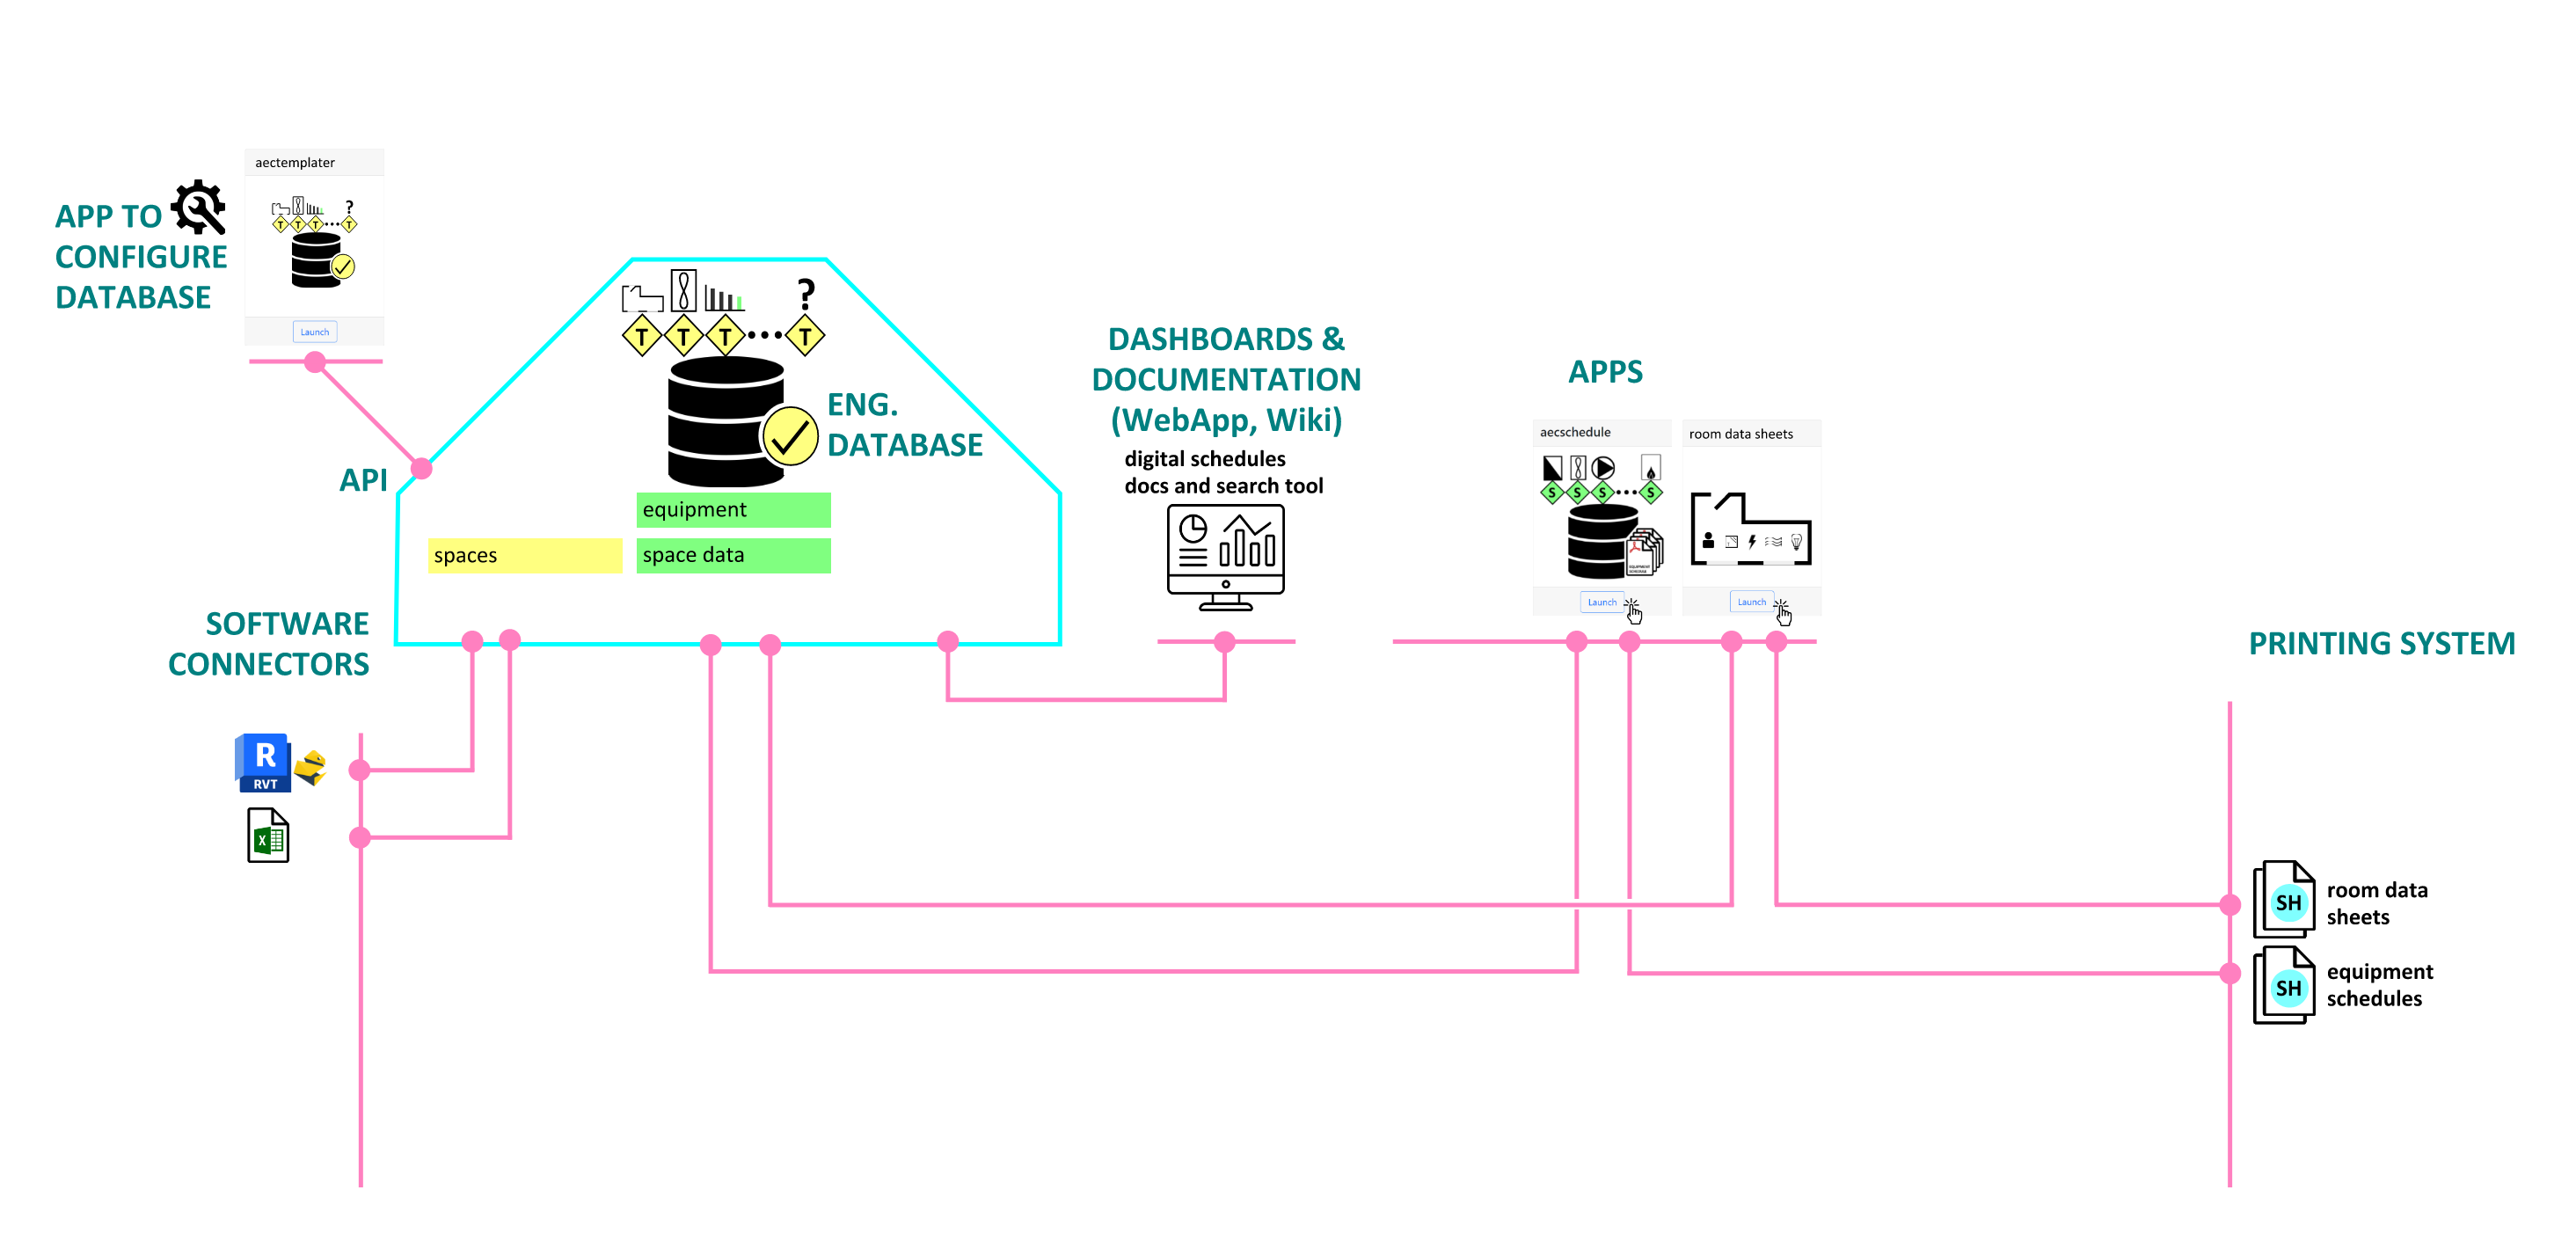 aectemplater
?
T T T T
Launch
APP TO
CONFIGURE
DATABASE
API
?
T T T T
ENG.
DATABASE
equipment
spaces
space data
SOFTWARE
CONNECTORS
R
RVT
X
DASHBOARDS &
DOCUMENTATION
(WebApp, Wiki)
digital schedules
docs and search tool
APPS
aecschedule
S S S S
EQUIPMENT
SCHEDULE
Launch
room data sheets
Launch
PRINTING SYSTEM
SH
room data
sheets
SH
equipment
schedules